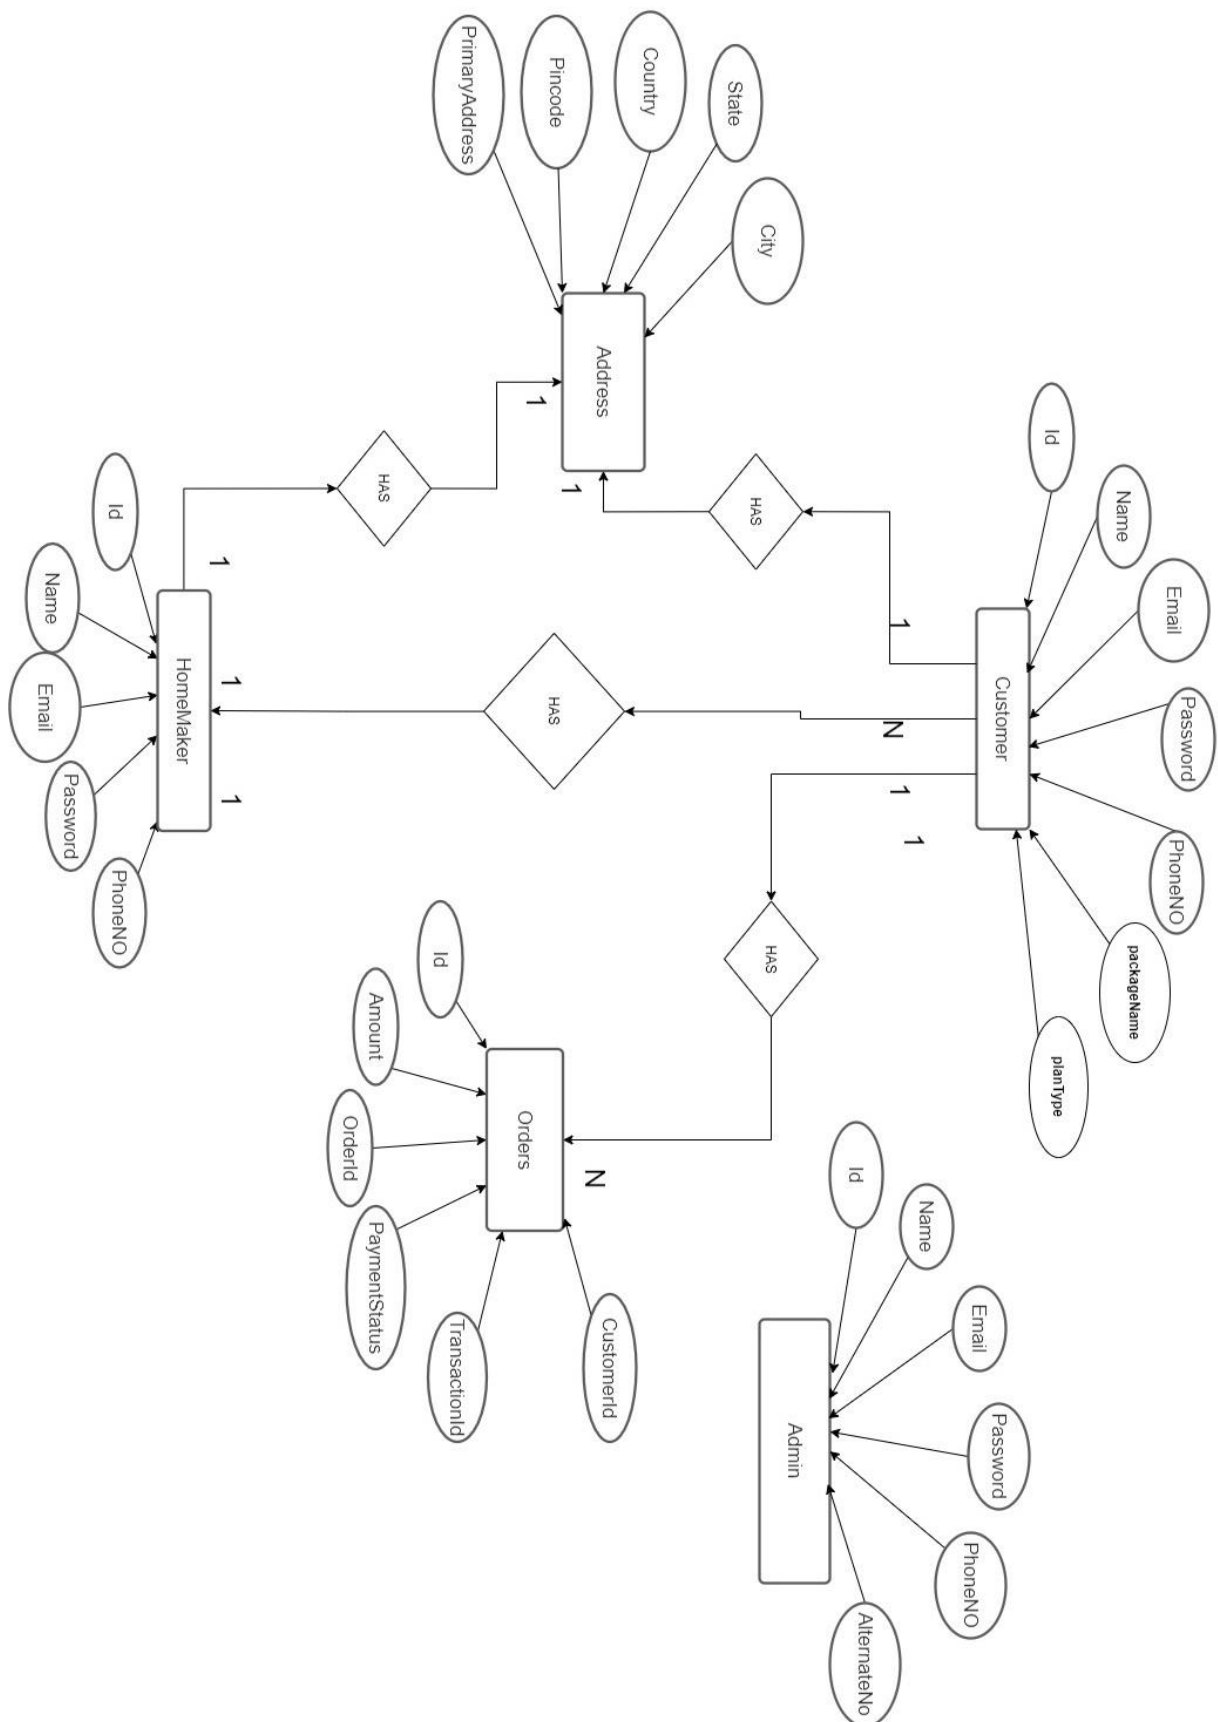 Id
Name
Email
Password
PhoneNO
packageName
planType
Customer
1
N
1
1
Id
Name
Email
Password
PhoneNO
AlternateNo
Admin
City
State
Country
Pincode
PrimaryAddress
Address
HAS
1
HAS
HAS
1
N
CustomerId
Orders
Id
Amount
OrderId
PaymentStatus
TransactionId
HAS
1
1
1
HomeMaker
Id
Name
Email
Password
PhoneNO